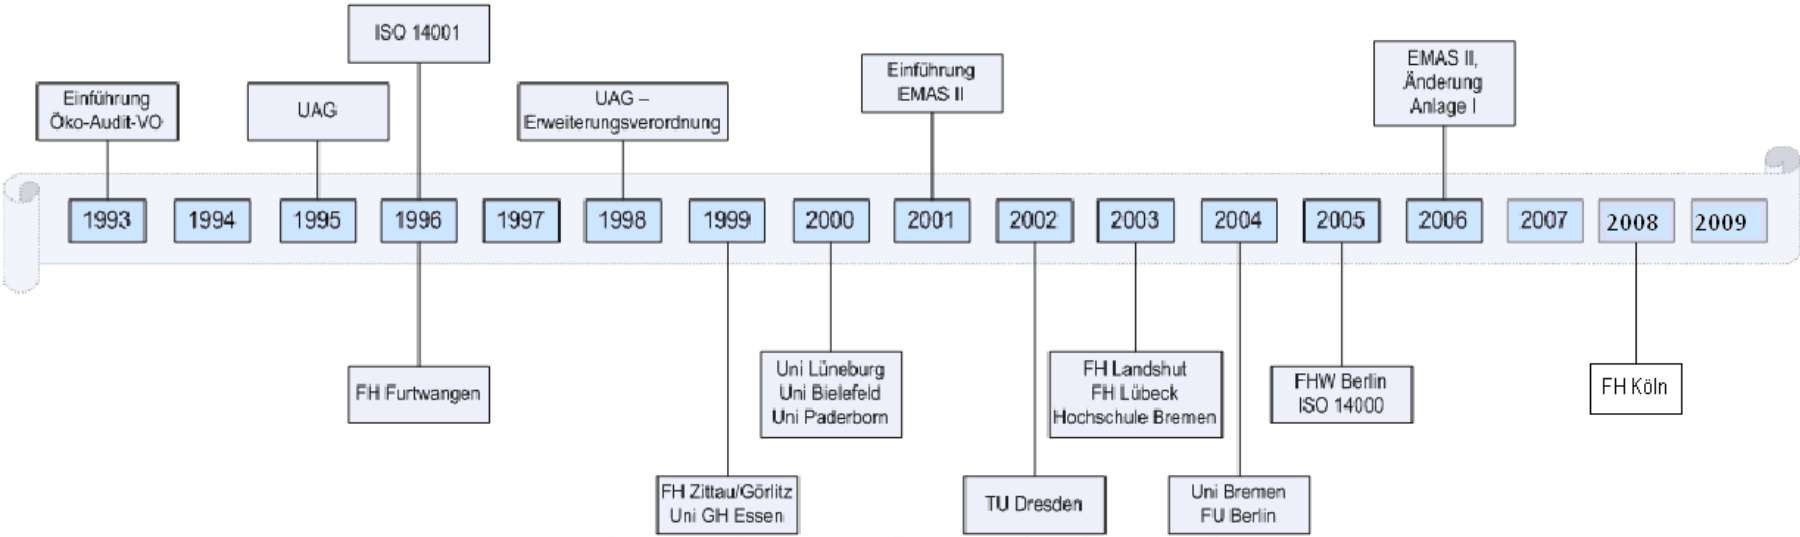 ISO 14001
Einführung
Öko-Audit-VO
UAG
UAG –
Erweiterungsverordnung
Einführung
EMAS II
EMAS II,
Änderung
Anlage I
1993
1994
1995
1996
1997
1998
1999
2000
2001
2002
2003
2004
2005
2006
2007
2008
2009
FH Furtwangen
FH Zittau/Görlitz
Uni GH Essen
Uni Lüneburg
Uni Bielefeld
Uni Paderborn
TU Dresden
FH Landshut
FH Lübeck
Hochschule Bremen
Uni Bremen
FU Berlin
FHW Berlin
ISO 14000
FH Köln